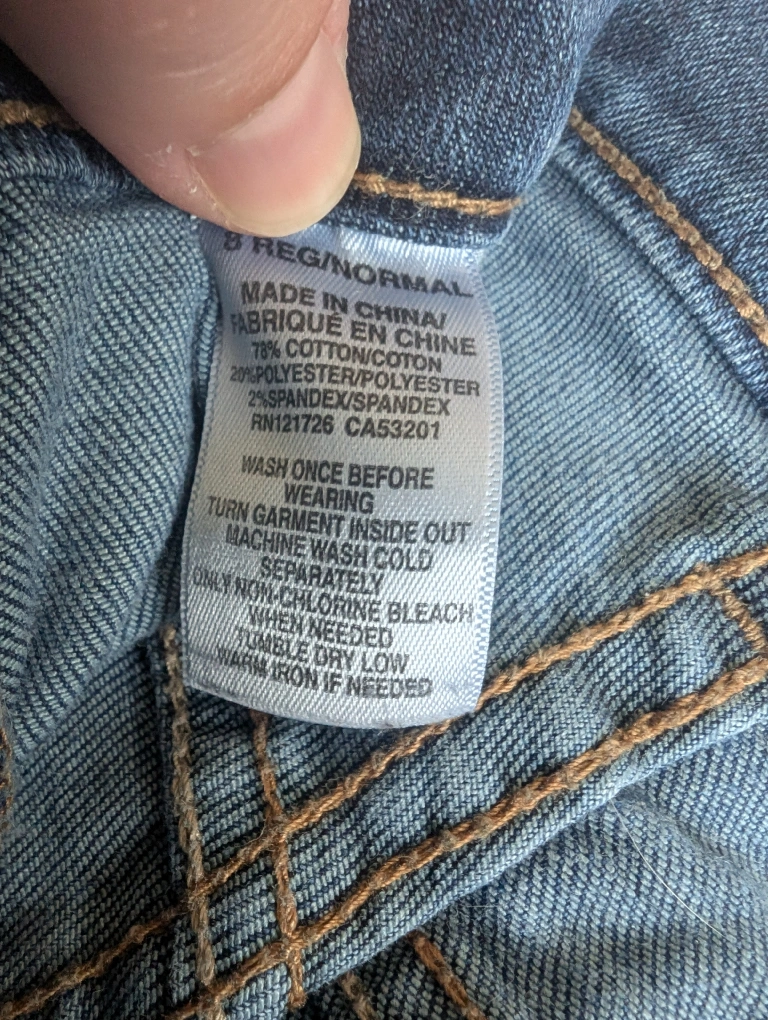 8 REG/NORMAL
MADE IN CHINA/
FABRIQUÉ EN CHINE
78% COTTON/COTON
20%POLYESTER/POLYESTER
2%SPANDEX/SPANDEX
RN121726 CA53201
WASH ONCE BEFORE
WEARING
TURN GARMENT INSIDE OUT
MACHINE WASH COLD
SEPARATELY
ONLY NON-CHLORINE BLEACH
WHEN NEEDED
TUMBLE DRY LOW
WARM IRON IF NEEDED